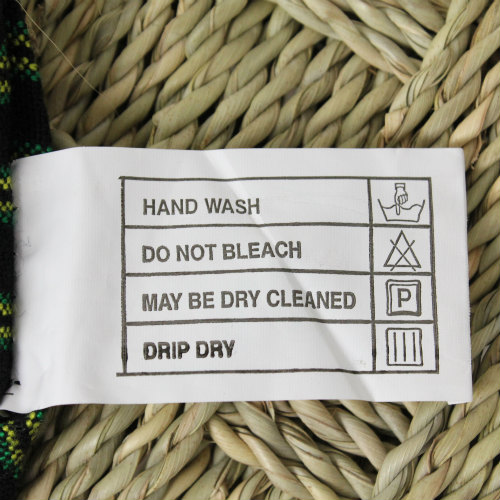 HAND WASH
DO NOT BLEACH
MAY BE DRY CLEANED P
DRIP DRY